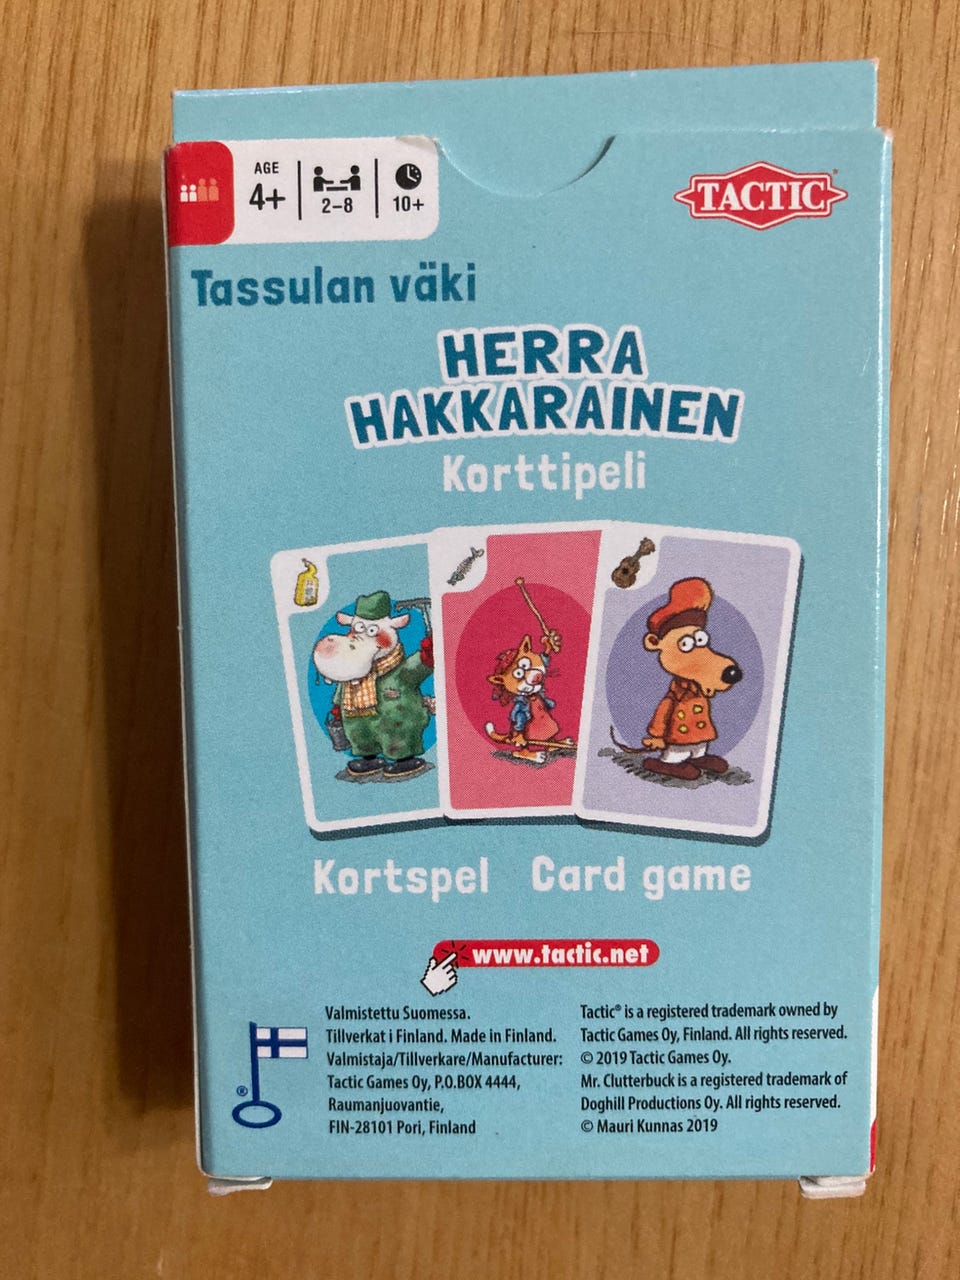 AGE
4+
2-8
10+
TACTIC®
Tassulan väki
HERRA
HAKKARAINEN
Korttipeli
Kortspel Card game
www.tactic.net
Valmistettu Suomessa.
Tillverkat i Finland. Made in Finland.
Valmistaja/Tillverkare/Manufacturer:
Tactic Games Oy, P.O.BOX 4444,
Raumanjuovantie,
FIN-28101 Pori, Finland
®
Tactic® is a registered trademark owned by
Tactic Games Oy, Finland. All rights reserved.
© 2019 Tactic Games Oy.
Mr. Clutterbuck is a registered trademark of
Doghill Productions Oy. All rights reserved.
© Mauri Kunnas 2019